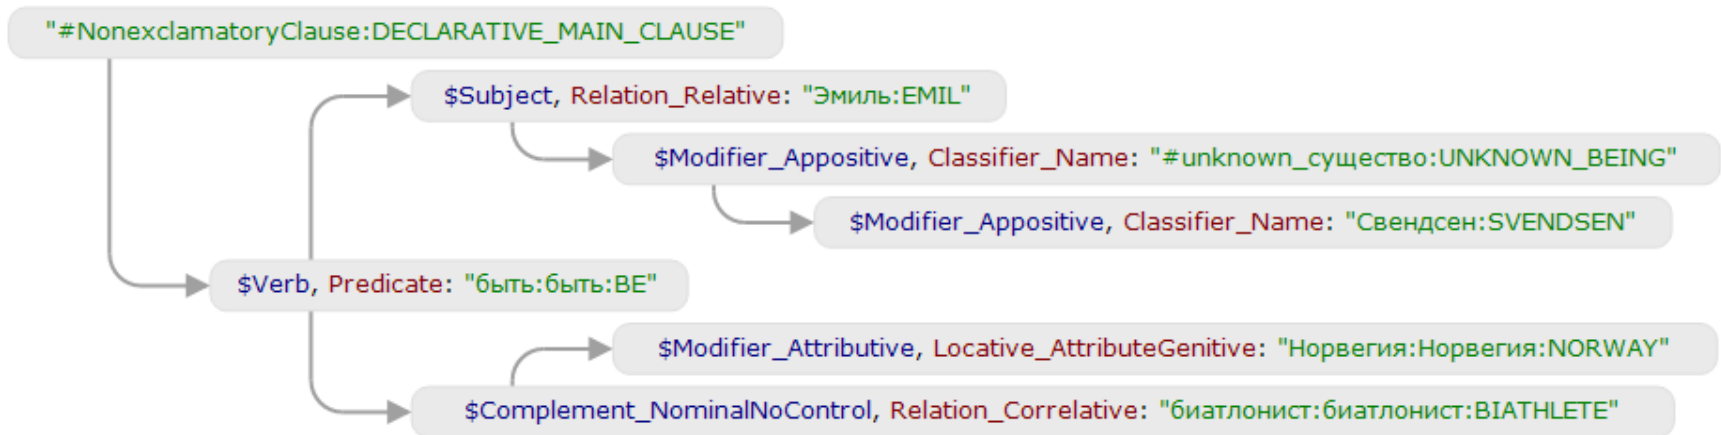 "#NonexclamatoryClause:DECLARATIVE_MAIN_CLAUSE"
$Subject, Relation_Relative: "Эмиль:EMIL"
$Modifier_Appositive, Classifier_Name: "#unknown_существо:UNKNOWN_BEING"
$Modifier_Appositive, Classifier_Name: "Свендсен:SVENDSEN"
$Verb, Predicate: "быть:быть:BE"
$Modifier_Attributive, Locative_AttributeGenitive: "Норвегия:Норвегия:NORWAY"
$Complement_NominalNoControl, Relation_Correlative: "биатлонист:биатлонист:BIATHLETE"